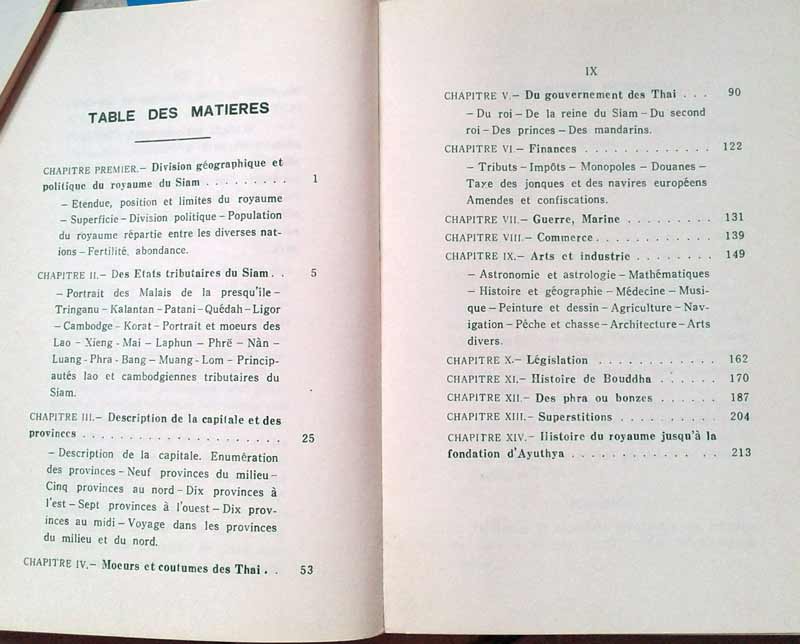 TABLE DES MATIERES
CHAPITRE PREMIER.– Division géographique et
politique du royaume du Siam . . . . . . . . . 1
– Etendue, position et limites du royaume
– Superficie – Division politique – Population
du royaume répartie entre les diverses nat-
ions – Fertilité, abondance.
CHAPITRE II.– Des Etats tributaires du Siam . . 5
– Portrait des Malais de la presqu'île –
Tringanu – Kalantan – Patani – Quédah – Ligor
– Cambodge – Korat – Portrait et moeurs des
Lao – Xieng – Mai – Laphun – Phrë – Nàn –
Luang – Phra – Bang – Muang – Lom – Princip-
autés lao et cambodgiennes tributaires du
Siam.
CHAPITRE III.– Description de la capitale et des
provinces . . . . . . . . . . . . . . . . . . . . 25
– Description de la capitale. Enumération
des provinces – Neuf provinces du milieu –
Cinq provinces au nord – Dix provinces à
l'est – Sept provinces à l'ouest – Dix prov-
inces au midi – Voyage dans les provinces
du milieu et du nord.
CHAPITRE IV.– Moeurs et coutumes des Thai . . 53
IX
CHAPITRE V.– Du gouvernement des Thai . . . 90
– Du roi – De la reine du Siam – Du second
roi – Des princes – Des mandarins.
CHAPITRE VI.– Finances . . . . . . . . . . . . . 122
– Tributs – Impôts – Monopoles – Douanes –
Taxe des jonques et des navires européens
Amendes et confiscations.
CHAPITRE VII.– Guerre, Marine . . . . . . . . . 131
CHAPITRE VIII.– Commerce . . . . . . . . . . . . 139
CHAPITRE IX.– Arts et industrie . . . . . . . . 149
– Astronomie et astrologie – Mathématiques
– Histoire et géographie – Médecine – Musi-
que – Peinture et dessin – Agriculture – Nav-
igation – Pêche et chasse – Architecture – Arts
divers.
CHAPITRE X.– Législation . . . . . . . . . . . 162
CHAPITRE XI.– Histoire de Bouddha . . . . . . 170
CHAPITRE XII.– Des phra ou bonzes . . . . . . 187
CHAPITRE XIII.– Superstitions . . . . . . . . . 204
CHAPITRE XIV.– Histoire du royaume jusqu'à la
fondation d'Ayuthya . . . . . . . . . . . . . 213